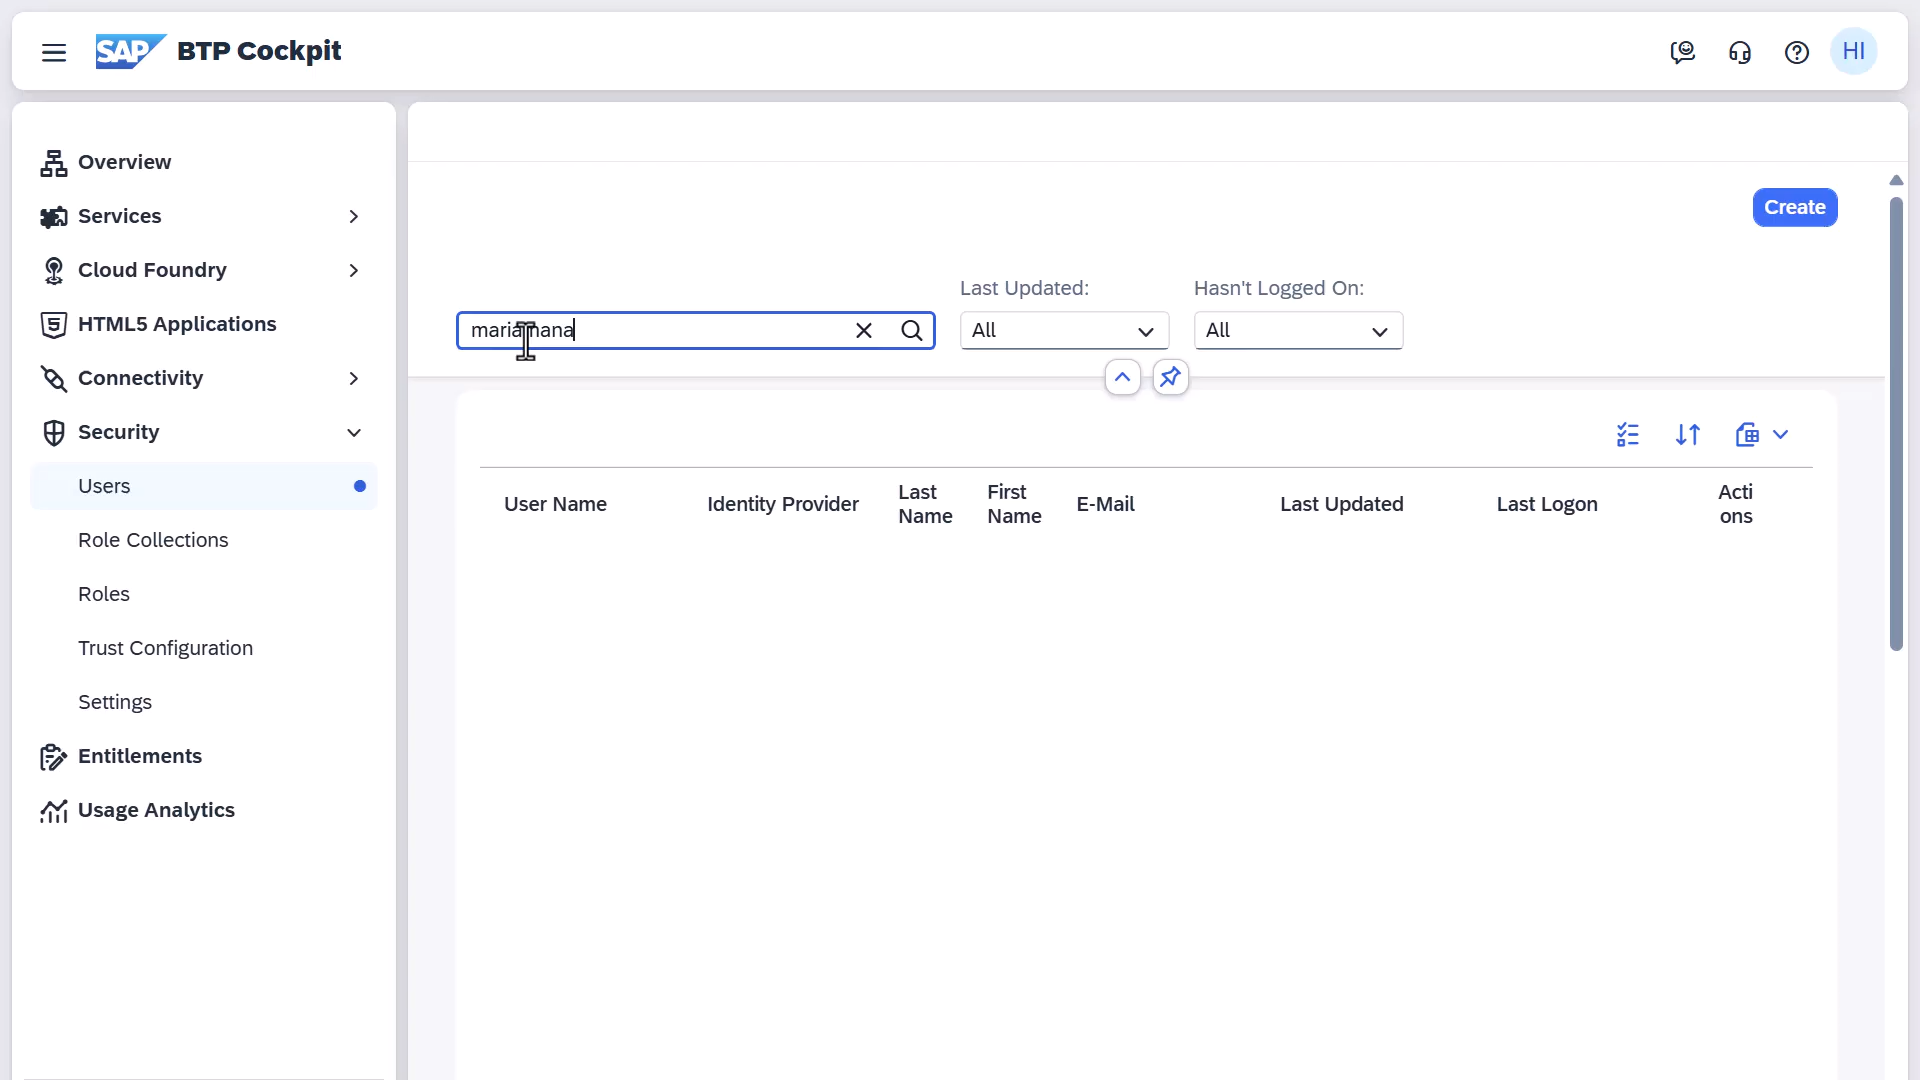 SAP BTP Cockpit
HI
Overview
Services
Cloud Foundry
HTML5 Applications
Connectivity
Security
Users
Role Collections
Roles
Trust Configuration
Settings
Entitlements
Usage Analytics
Create
Last Updated:
Hasn't Logged On:
All
All
User Name
Identity Provider
Last
Name
First
Name
E-Mail
Last Updated
Last Logon
Acti
ons